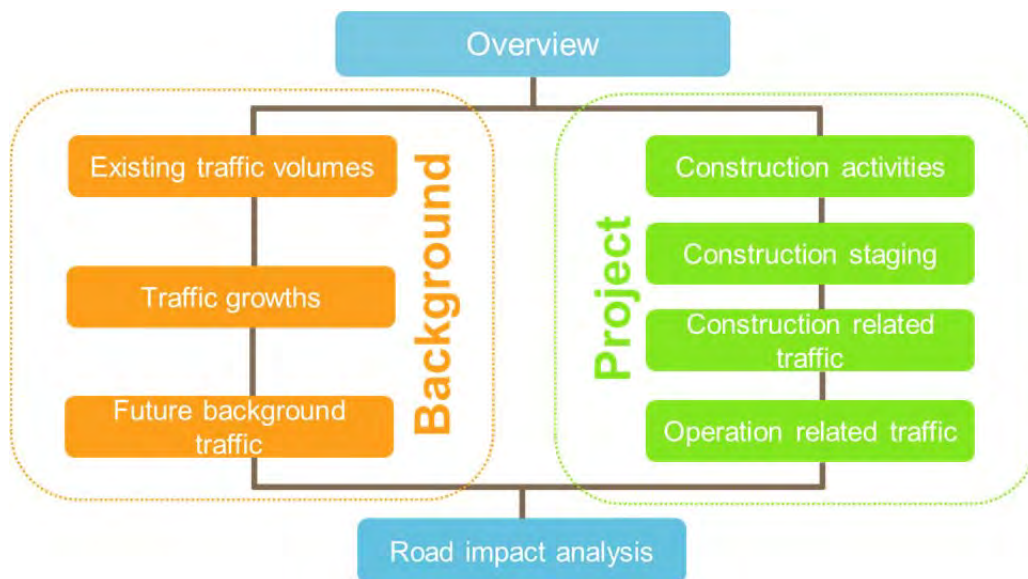 Overview
Existing traffic volumes
Traffic growths
Future background
traffic
Background
Project
Construction activities
Construction staging
Construction related
traffic
Operation related traffic
Road impact analysis